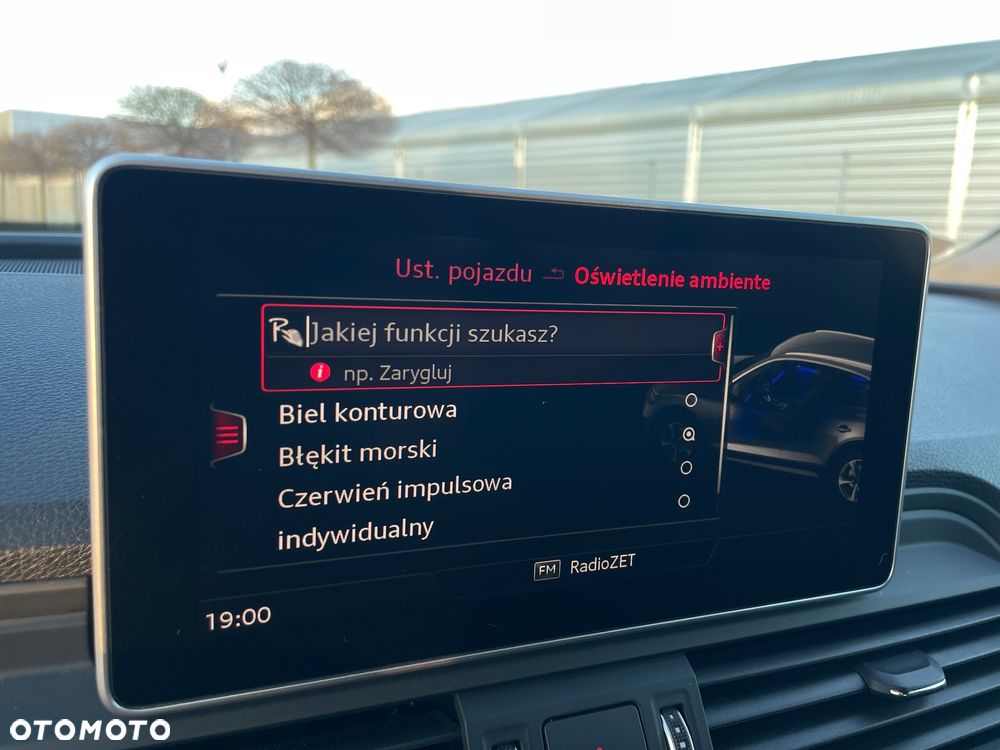 Ust. pojazdu Oświetlenie ambiente
Jakiej funkcji szukasz?
np. Zarygluj
Biel konturowa
Błękit morski
Czerwień impulsowa
indywidualny
FM RadioZET
19:00
OTOMOTO